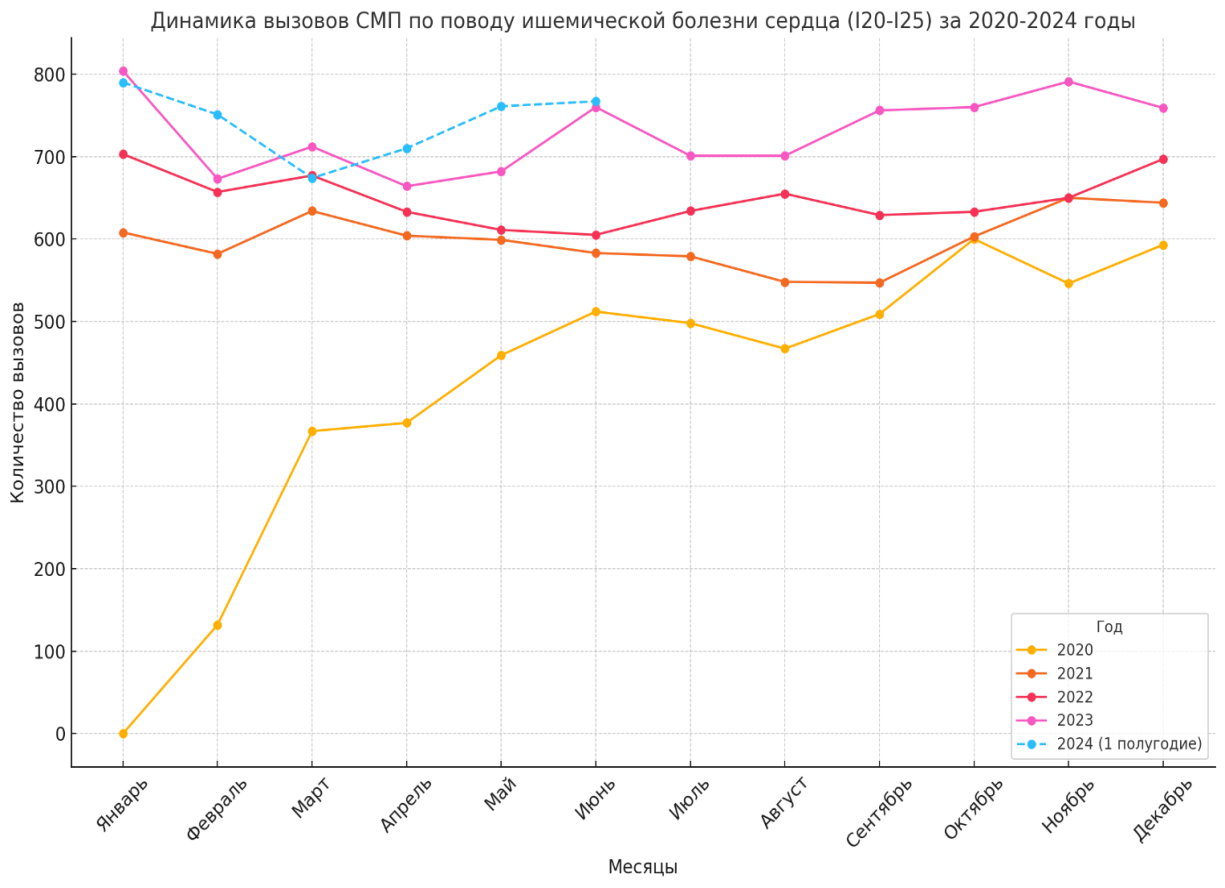 Динамика вызовов СМП по поводу ишемической болезни сердца (I20-I25) за 2020-2024 годы
Количество вызовов
800
700
600
500
400
300
200
100
0
Январь
Февраль
Март
Апрель
Май
Июнь
Июль
Август
Сентябрь
Октябрь
Ноябрь
Декабрь
Месяцы
Год
2020
2021
2022
2023
2024 (1 полугодие)